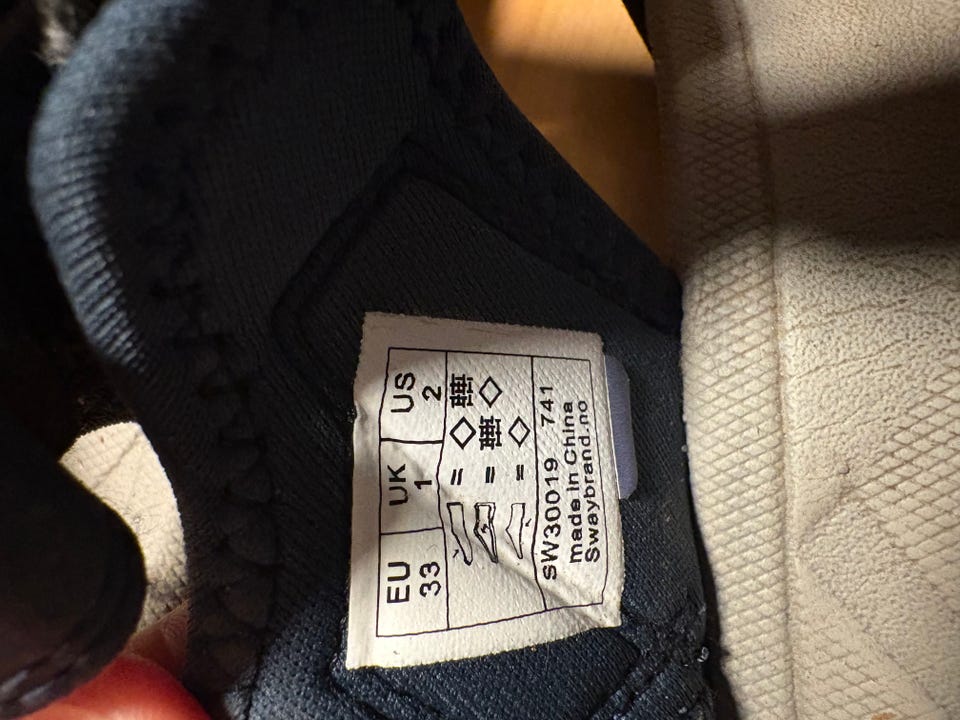 EU UK US
33 1 2
SW30019 741
made in China
Swaybrand.no